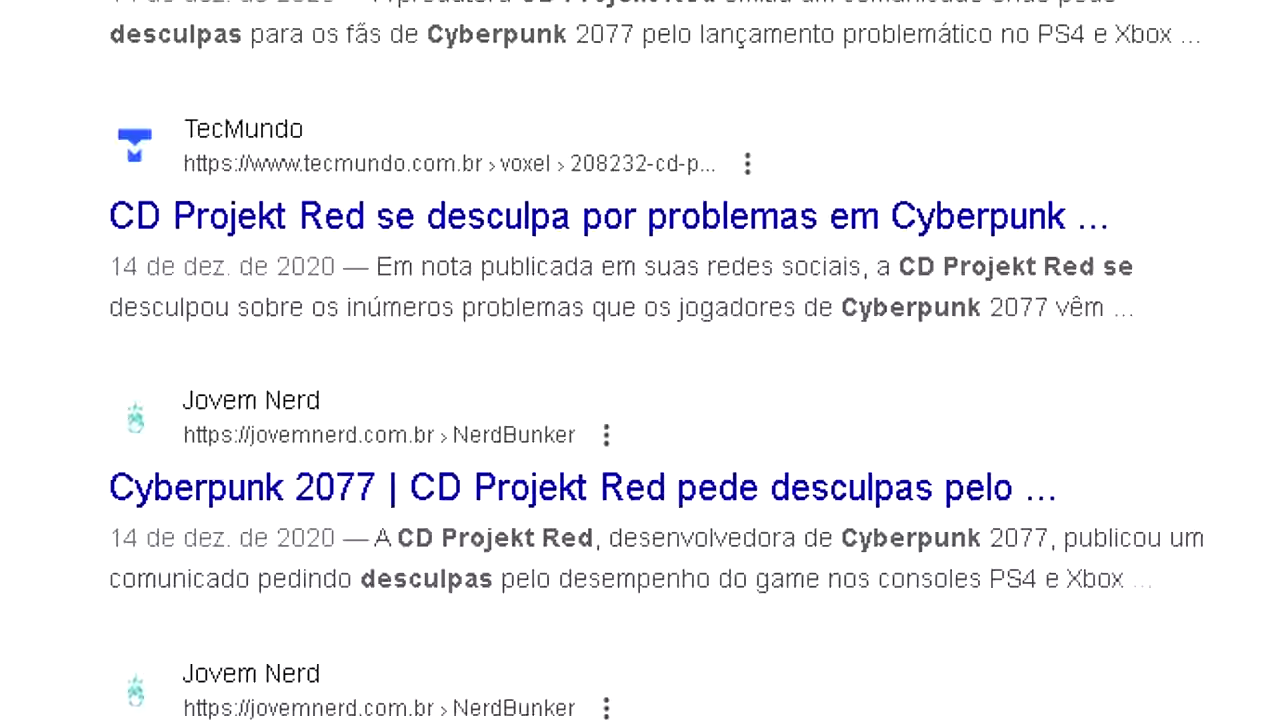 desculpas para os fãs de Cyberpunk 2077 pelo lançamento problemático no PS4 e Xbox ...
TecMundo
https://www.tecmundo.com.br › voxel › 208232-cd-p...
CD Projekt Red se desculpa por problemas em Cyberpunk ...
14 de dez. de 2020 — Em nota publicada em suas redes sociais, a CD Projekt Red se
desculpou sobre os inúmeros problemas que os jogadores de Cyberpunk 2077 vêm ...
Jovem Nerd
https://jovemnerd.com.br › NerdBunker
Cyberpunk 2077 | CD Projekt Red pede desculpas pelo ...
14 de dez. de 2020 — A CD Projekt Red, desenvolvedora de Cyberpunk 2077, publicou um
comunicado pedindo desculpas pelo desempenho do game nos consoles PS4 e Xbox ...
Jovem Nerd
https://jovemnerd.com.br › NerdBunker